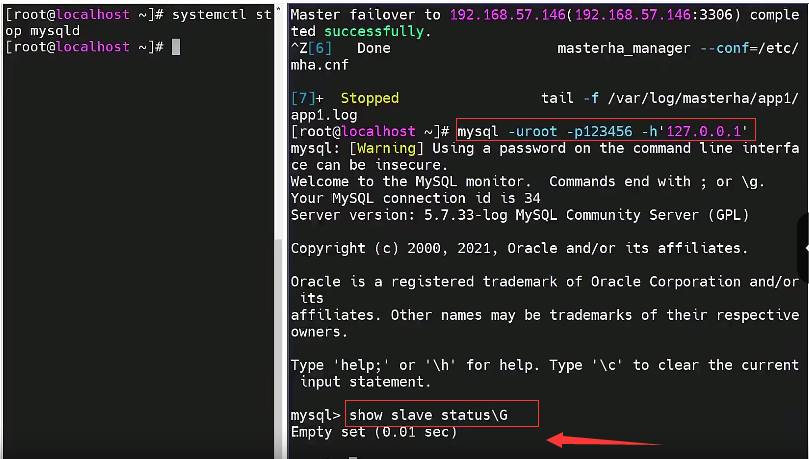 [root@localhost ~]# systemctl st
op mysqld
[root@localhost ~]#
Master failover to 192.168.57.146(192.168.57.146:3306) comple
ted successfully.
^Z[6]   Done                    masterha_manager --conf=/etc/
mha.cnf
[7]+  Stopped                 tail -f /var/log/masterha/app1/
app1.log
[root@localhost ~]# mysql -uroot -p123456 -h'127.0.0.1'
mysql: [Warning] Using a password on the command line interfa
ce can be insecure.
Welcome to the MySQL monitor.  Commands end with ; or \g.
Your MySQL connection id is 34
Server version: 5.7.33-log MySQL Community Server (GPL)
Copyright (c) 2000, 2021, Oracle and/or its affiliates.
Oracle is a registered trademark of Oracle Corporation and/or
 its
affiliates. Other names may be trademarks of their respective
owners.
Type 'help;' or '\h' for help. Type '\c' to clear the current
 input statement.
mysql> show slave status\G
Empty set (0.01 sec)